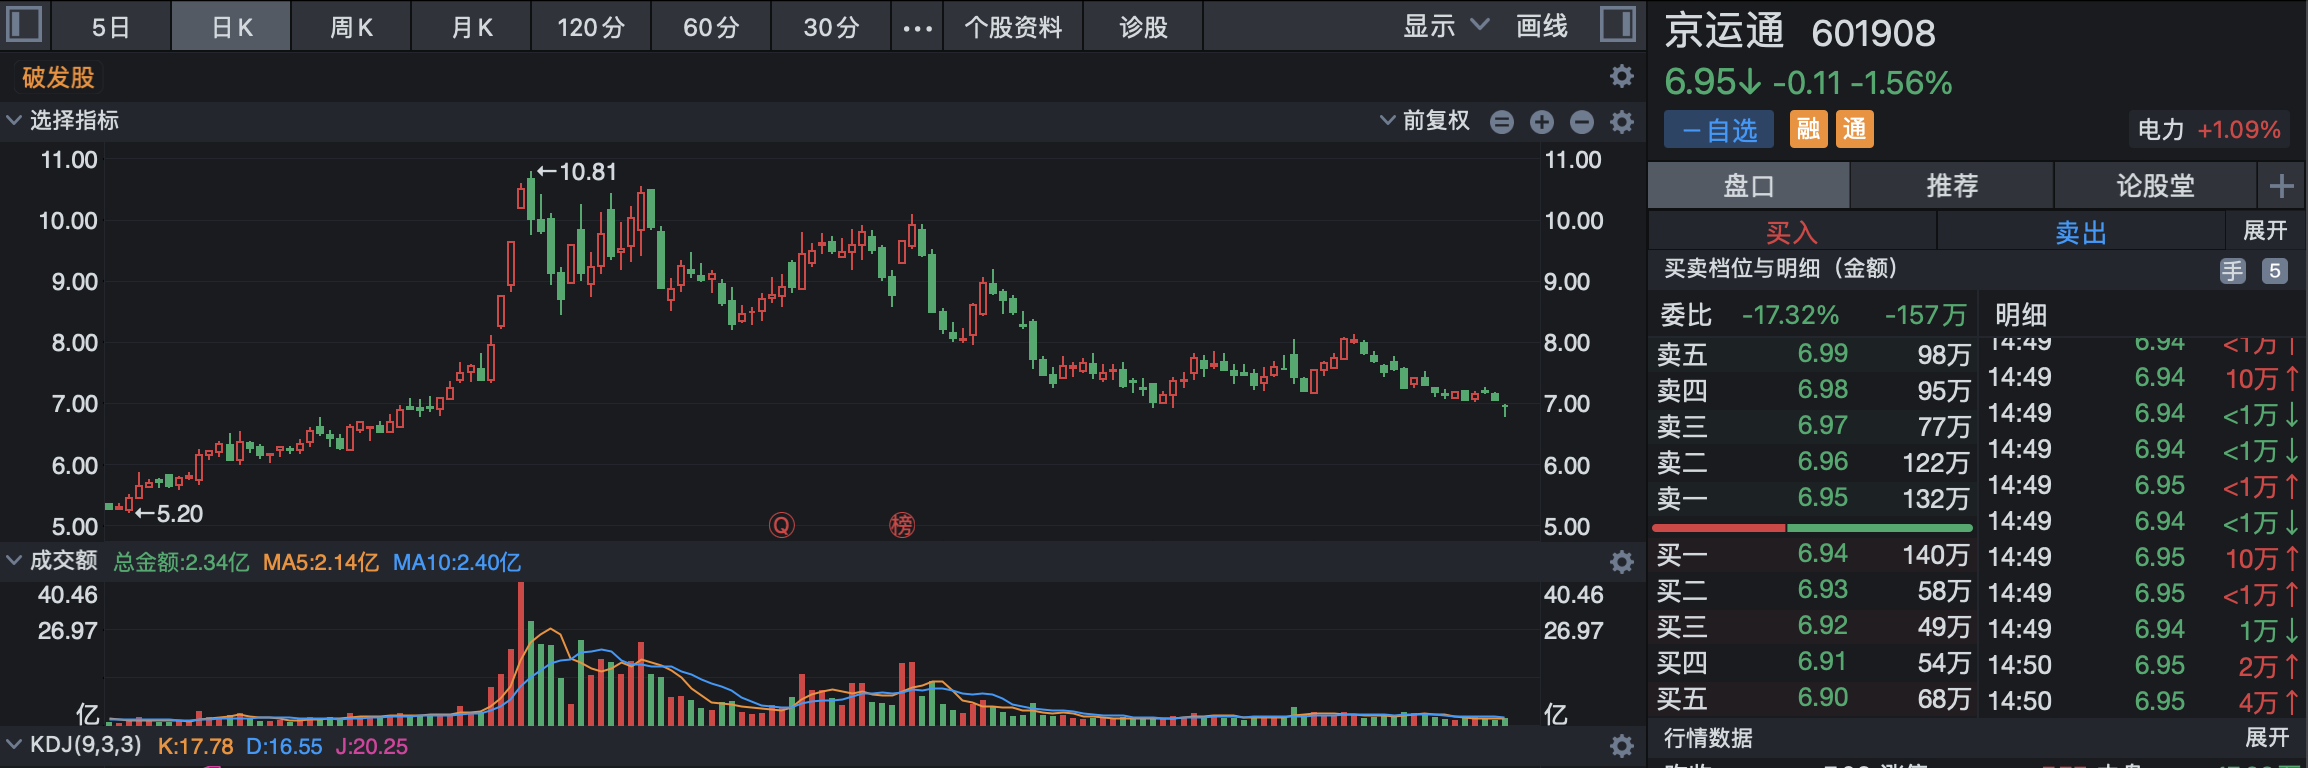 5日 日K 周K 月K 120分 60分 30分 ••• 个股资料 诊股 显示 画线
破发股
选择指标 前复权
11.00 11.00
←10.81
10.00 10.00
9.00 9.00
8.00 8.00
7.00 7.00
6.00 6.00
←5.20
5.00 Q 榜 5.00
成交额 总金额:2.34亿 MA5:2.14亿 MA10:2.40亿
40.46 40.46
26.97 26.97
亿 亿
KDJ(9,3,3) K:17.78 D:16.55 J:20.25
京运通 601908
6.95↓ -0.11 -1.56%
－自选 融 通 电力 +1.09%
盘口 推荐 论股堂 +
买入 卖出 展开
买卖档位与明细（金额） 手 5
委比 -17.32% -157万
卖五 6.99 98万
卖四 6.98 95万
卖三 6.97 77万
卖二 6.96 122万
卖一 6.95 132万
买一 6.94 140万
买二 6.93 58万
买三 6.92 49万
买四 6.91 54万
买五 6.90 68万
明细
14:49 6.94 <1万↑
14:49 6.94 10万↑
14:49 6.94 <1万↓
14:49 6.94 <1万↓
14:49 6.95 <1万↑
14:49 6.94 <1万↓
14:49 6.95 10万↑
14:49 6.95 <1万↑
14:49 6.94 1万↓
14:50 6.95 2万↑
14:50 6.95 4万↑
行情数据 展开